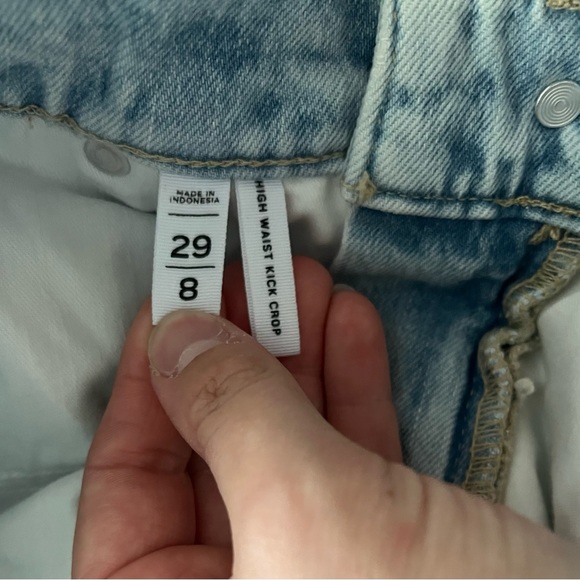 MADE IN
INDONESIA
29
8
HIGH WAIST KICK CROP